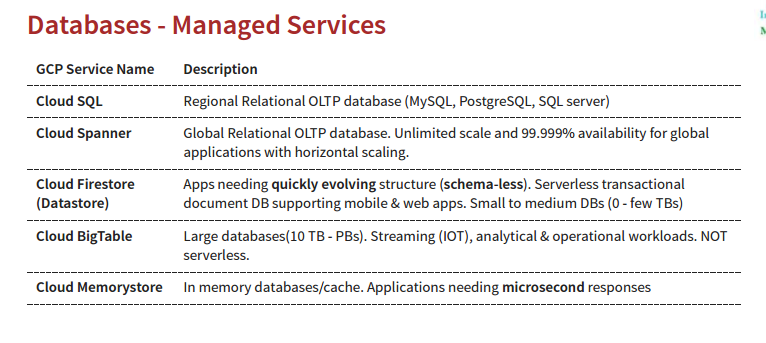 Databases - Managed Services
GCP Service Name Description
Cloud SQL Regional Relational OLTP database (MySQL, PostgreSQL, SQL server)
Cloud Spanner Global Relational OLTP database. Unlimited scale and 99.999% availability for global
applications with horizontal scaling.
Cloud Firestore Apps needing quickly evolving structure (schema-less). Serverless transactional
(Datastore) document DB supporting mobile & web apps. Small to medium DBs (0 - few TBs)
Cloud BigTable Large databases(10 TB - PBs). Streaming (IOT), analytical & operational workloads. NOT
serverless.
Cloud Memorystore In memory databases/cache. Applications needing microsecond responses